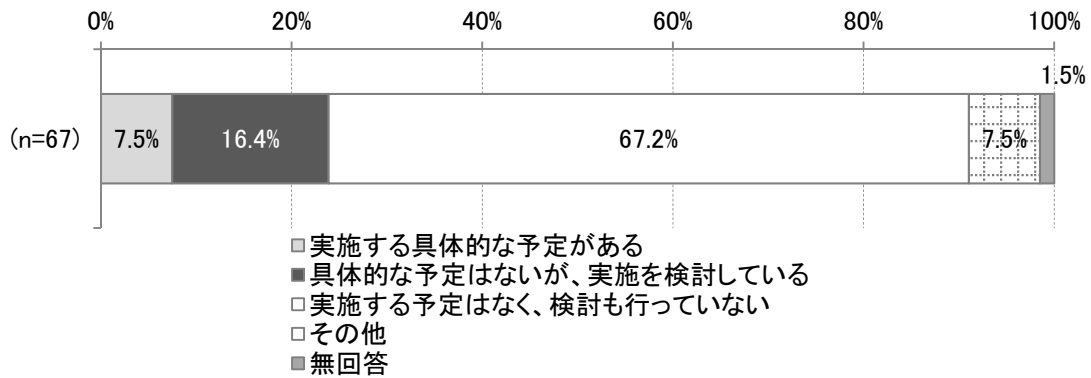 0% 20% 40% 60% 80% 100%
1.5%
(n=67) 7.5% 16.4% 67.2% 7.5%
実施する具体的な予定がある
具体的な予定はないが、実施を検討している
実施する予定はなく、検討も行っていない
その他
無回答